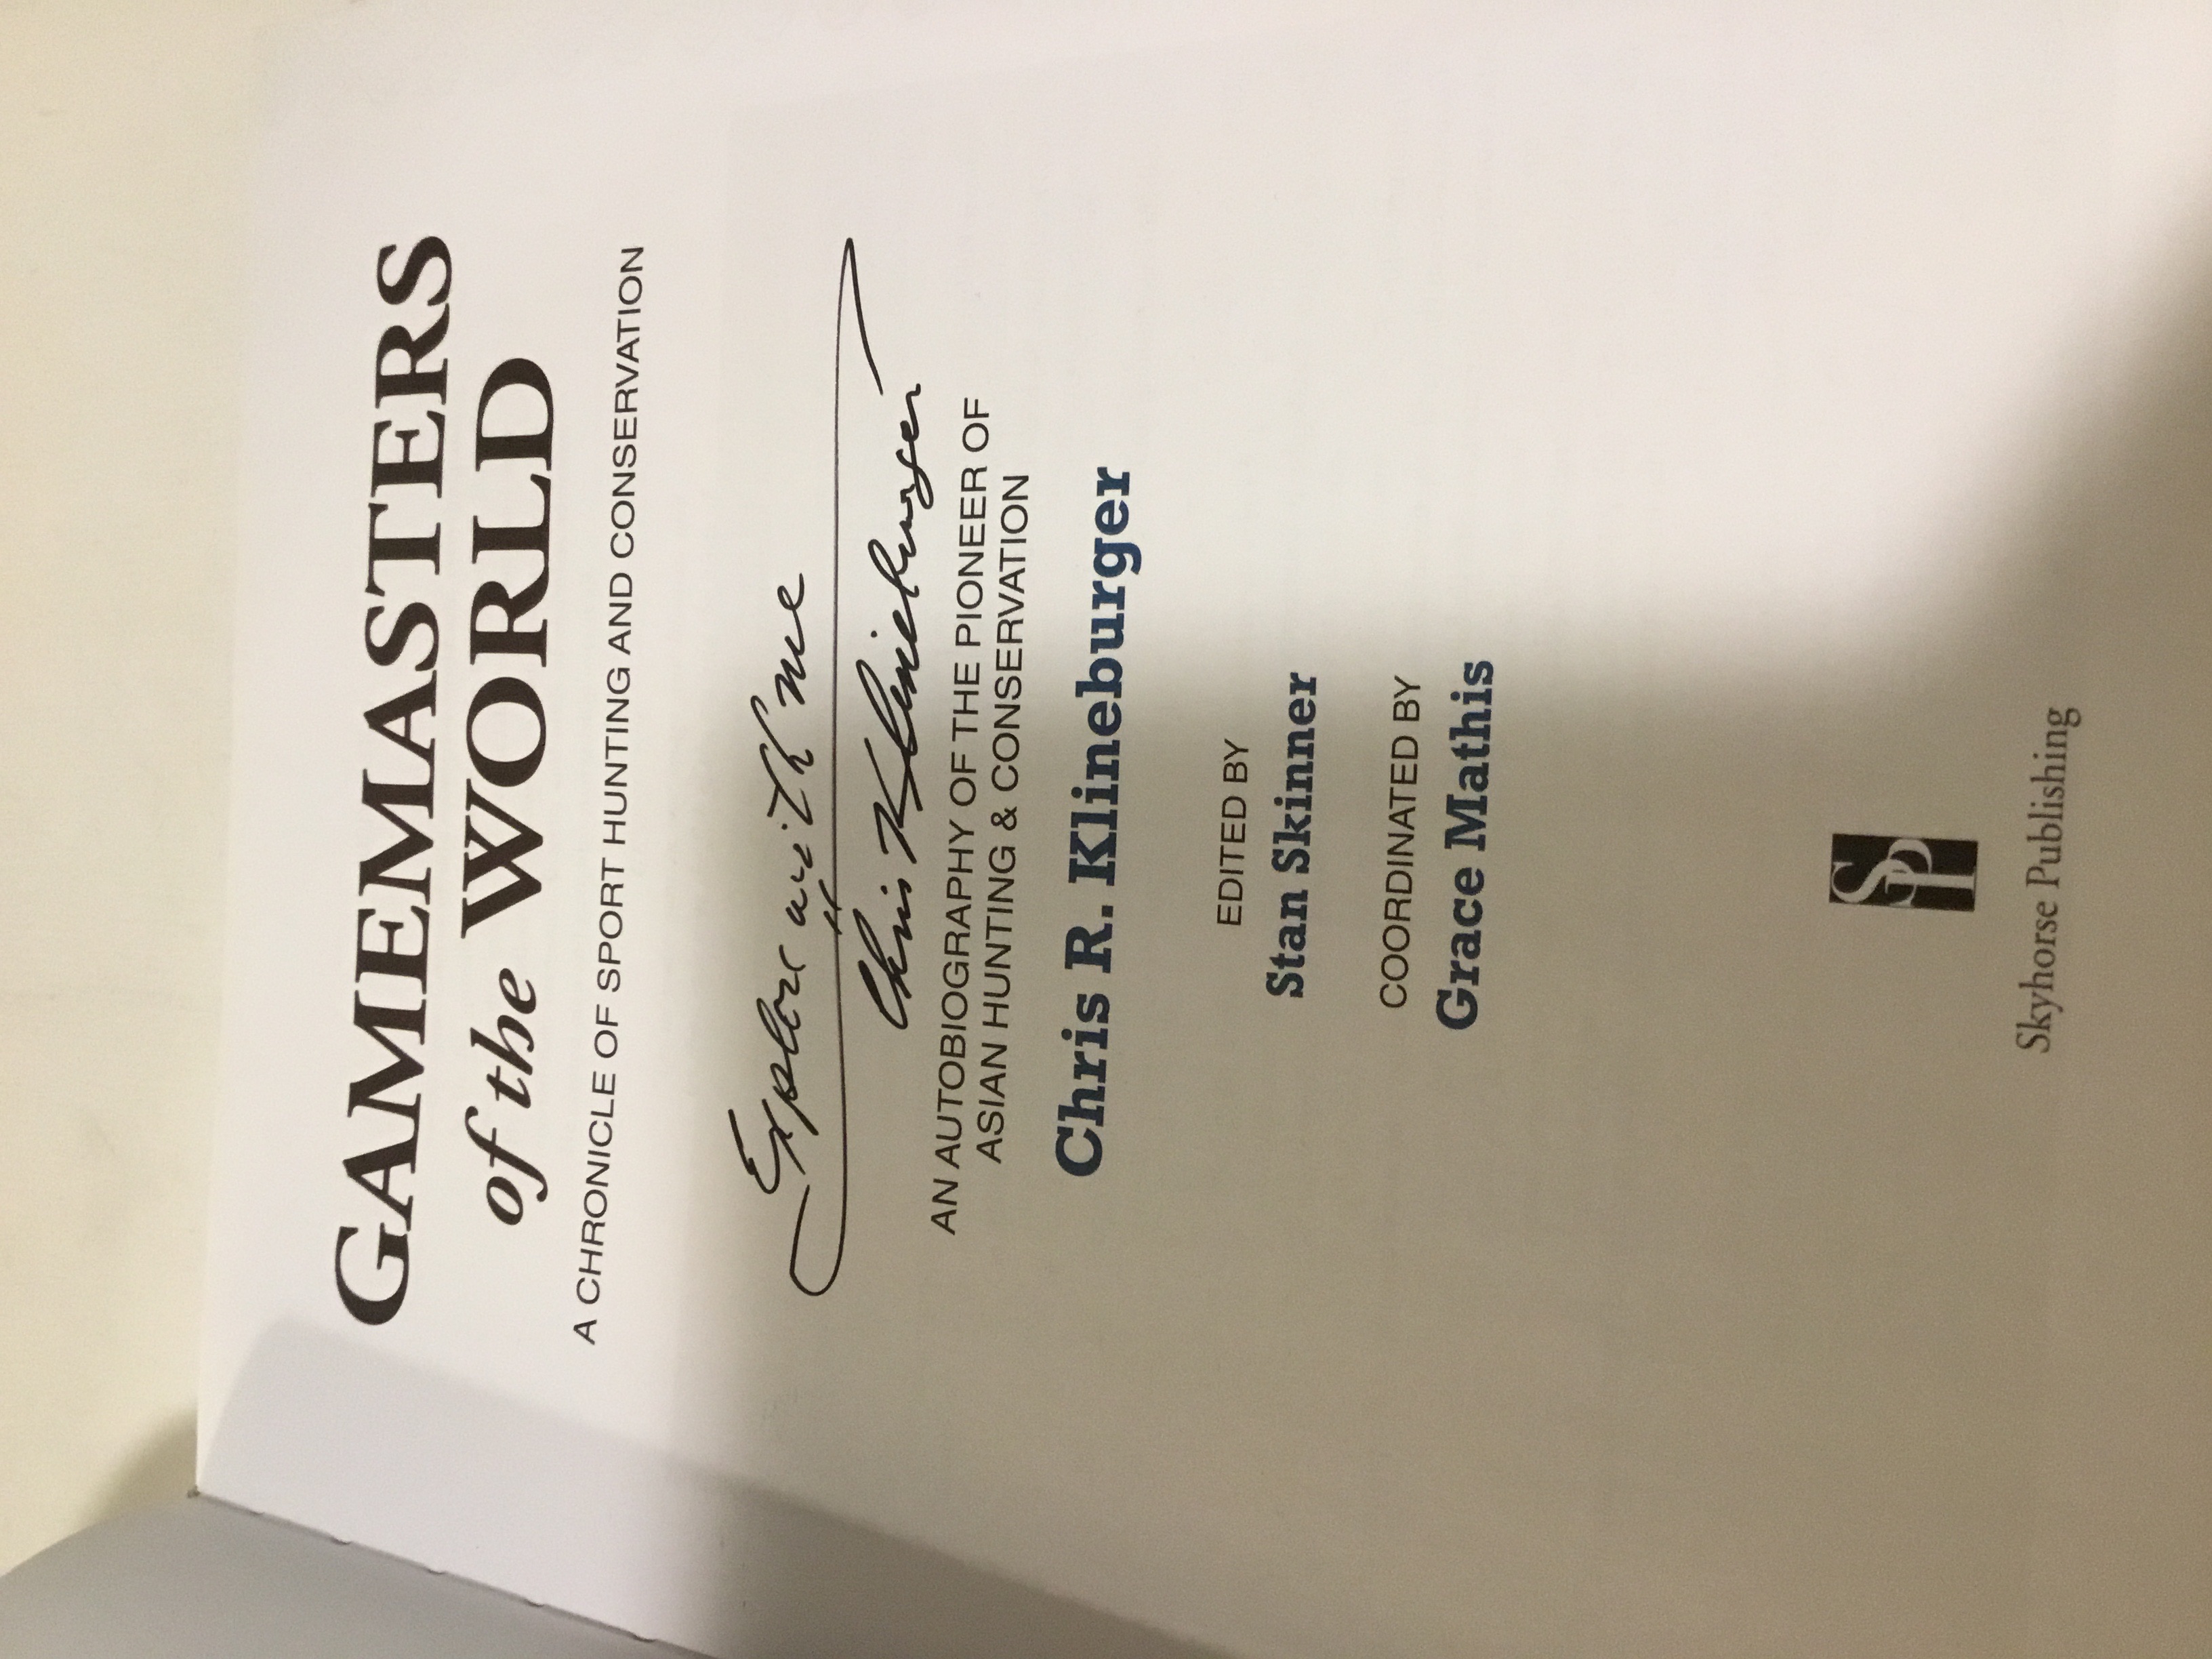 GAMEMASTERS
of the WORLD
A CHRONICLE OF SPORT HUNTING AND CONSERVATION
Explore with me
Chris Klineburger
AN AUTOBIOGRAPHY OF THE PIONEER OF
ASIAN HUNTING & CONSERVATION
Chris R. Klineburger
EDITED BY
Stan Skinner
COORDINATED BY
Grace Mathis
SP
Skyhorse Publishing